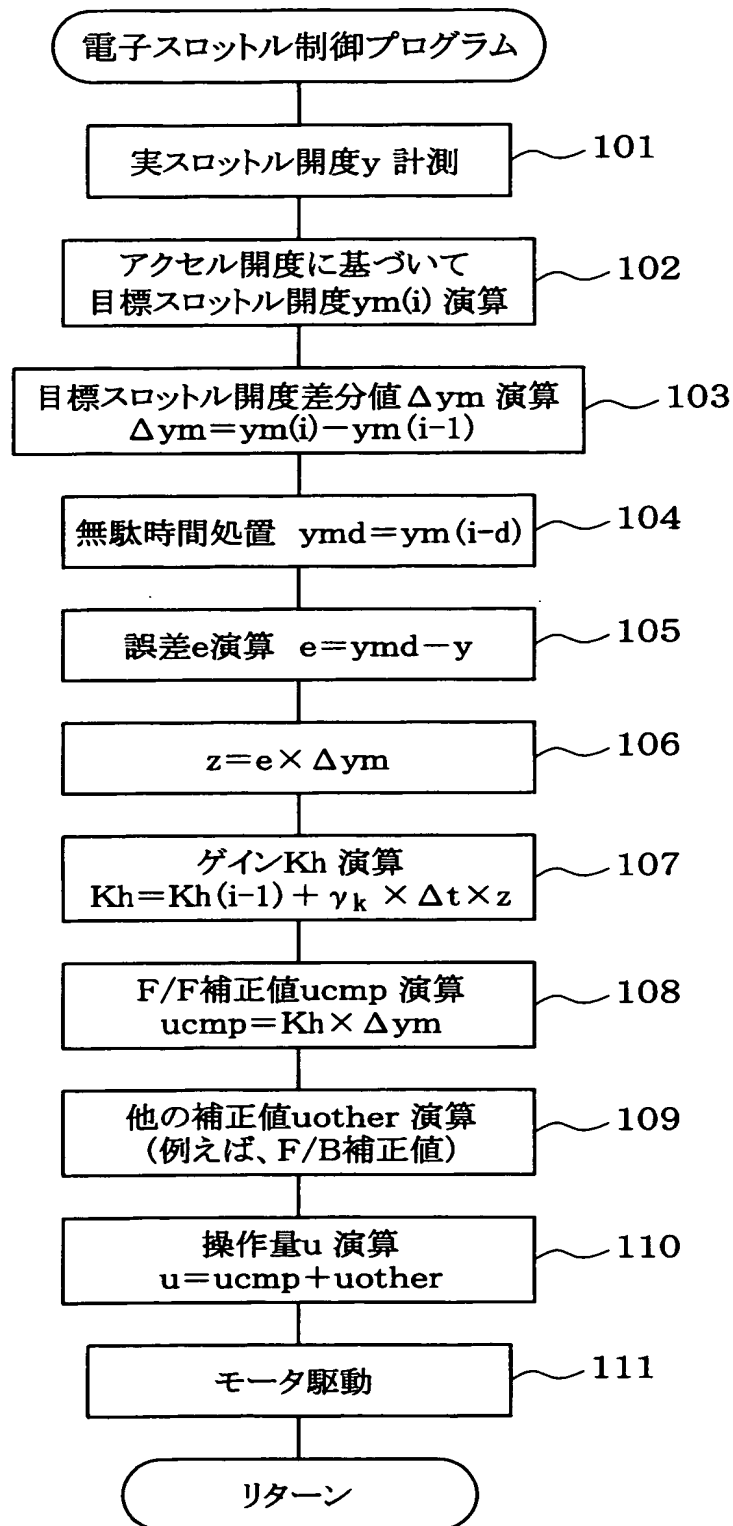 電子スロットル制御プログラム
実スロットル開度y 計測
101
アクセル開度に基づいて
目標スロットル開度ym(i) 演算
102
目標スロットル開度差分値Δym 演算
Δym=ym(i)−ym(i-1)
103
無駄時間処置 ymd=ym(i-d)
104
誤差e演算 e=ymd−y
105
z=e×Δym
106
ゲインKh 演算
Kh=Kh(i-1)+γk×Δt×z
107
F/F補正値ucmp 演算
ucmp=Kh×Δym
108
他の補正値uother 演算
(例えば、F/B補正値)
109
操作量u 演算
u=ucmp+uother
110
モータ駆動
111
リターン